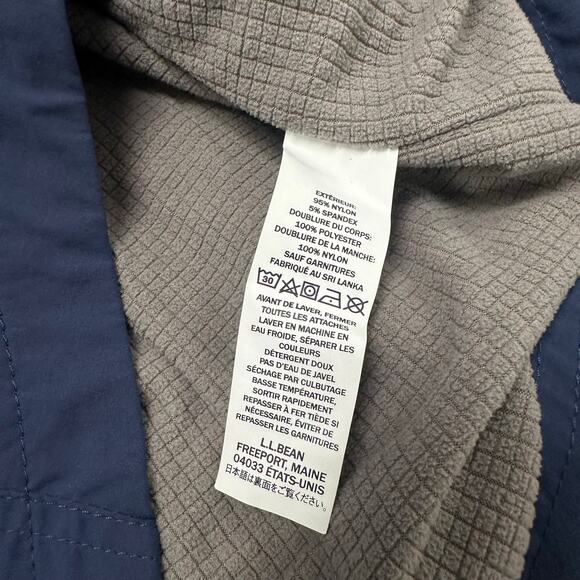 EXTÉRIEUR:
95% NYLON
5% SPANDEX
DOUBLURE DU CORPS:
100% POLYESTER
DOUBLURE DE LA MANCHE:
100% NYLON
SAUF GARNITURES
FABRIQUÉ AU SRI LANKA
30
AVANT DE LAVER, FERMER
TOUTES LES ATTACHES
LAVER EN MACHINE EN
EAU FROIDE, SÉPARER LES
COULEURS
DÉTERGENT DOUX
PAS D'EAU DE JAVEL
SÉCHAGE PAR CULBUTAGE
BASSE TEMPÉRATURE,
SORTIR RAPIDEMENT
REPASSER À FER TIÈDE SI
NÉCESSAIRE, ÉVITER DE
REPASSER LES GARNITURES
L.L.BEAN
FREEPORT, MAINE
04033 ÉTATS-UNIS
日本語は裏面をご覧ください。